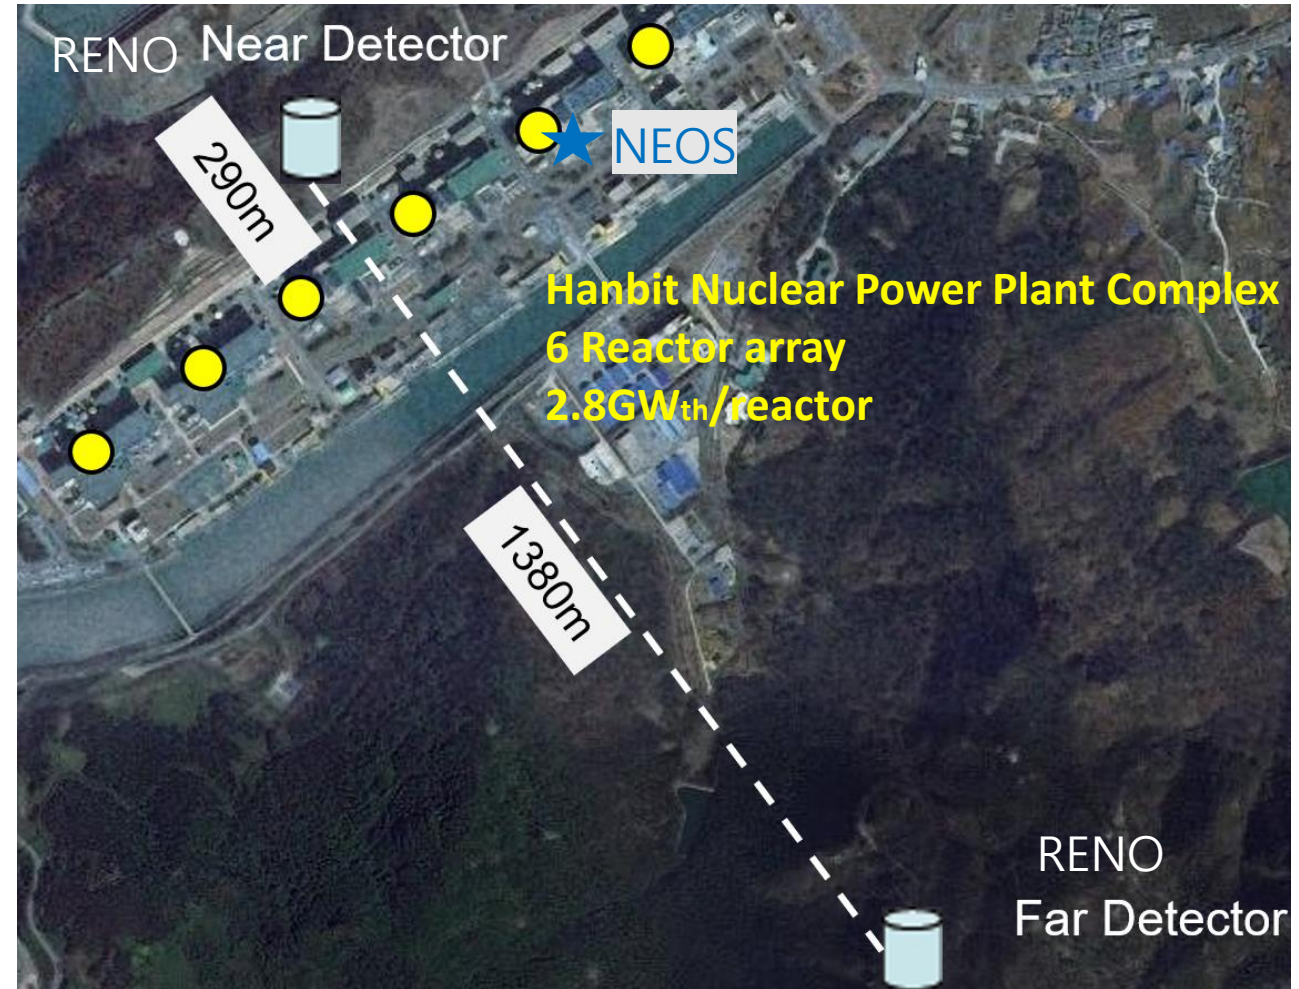 RENO Near Detector
290m
NEOS
Hanbit Nuclear Power Plant Complex
6 Reactor array
2.8GWth/reactor
1380m
RENO
Far Detector